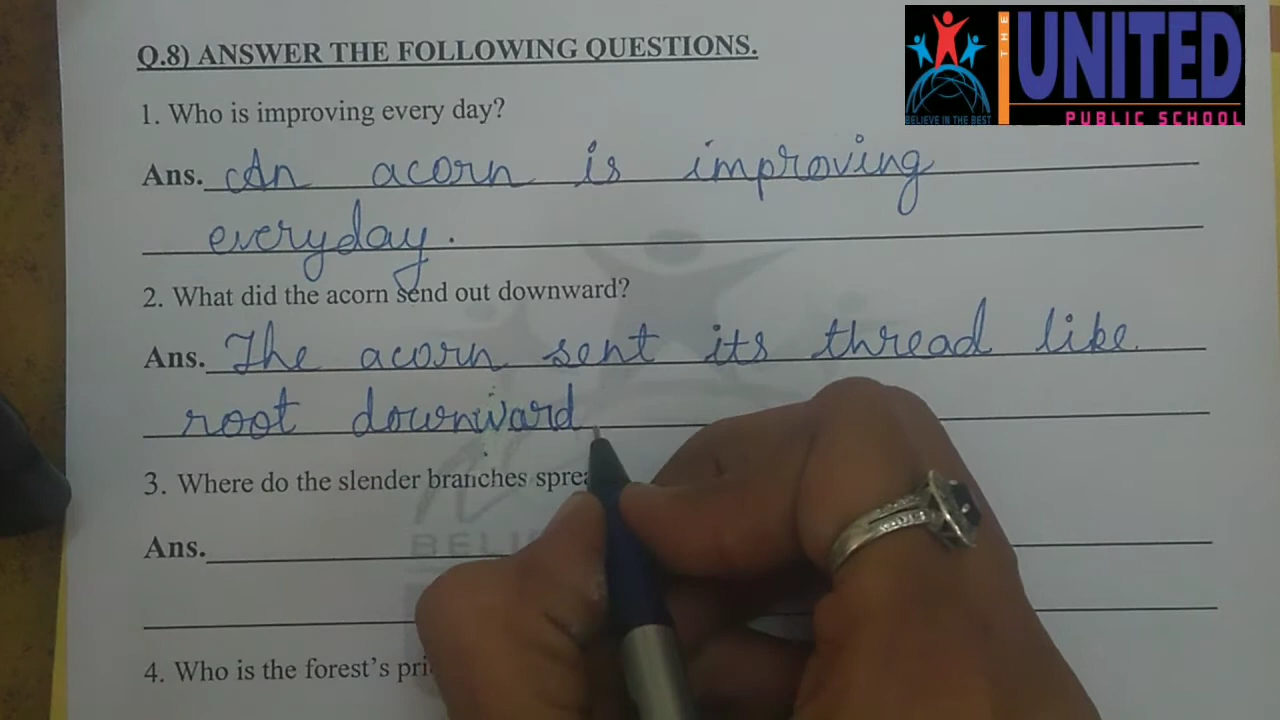 Q.8) ANSWER THE FOLLOWING QUESTIONS.
THE UNITED
PUBLIC SCHOOL
BELIEVE IN THE BEST
1. Who is improving every day?
Ans. An acorn is improving
everyday.
2. What did the acorn send out downward?
Ans. The acorn sent its thread like
root downward
3. Where do the slender branches
Ans.
4. Who is the forest's